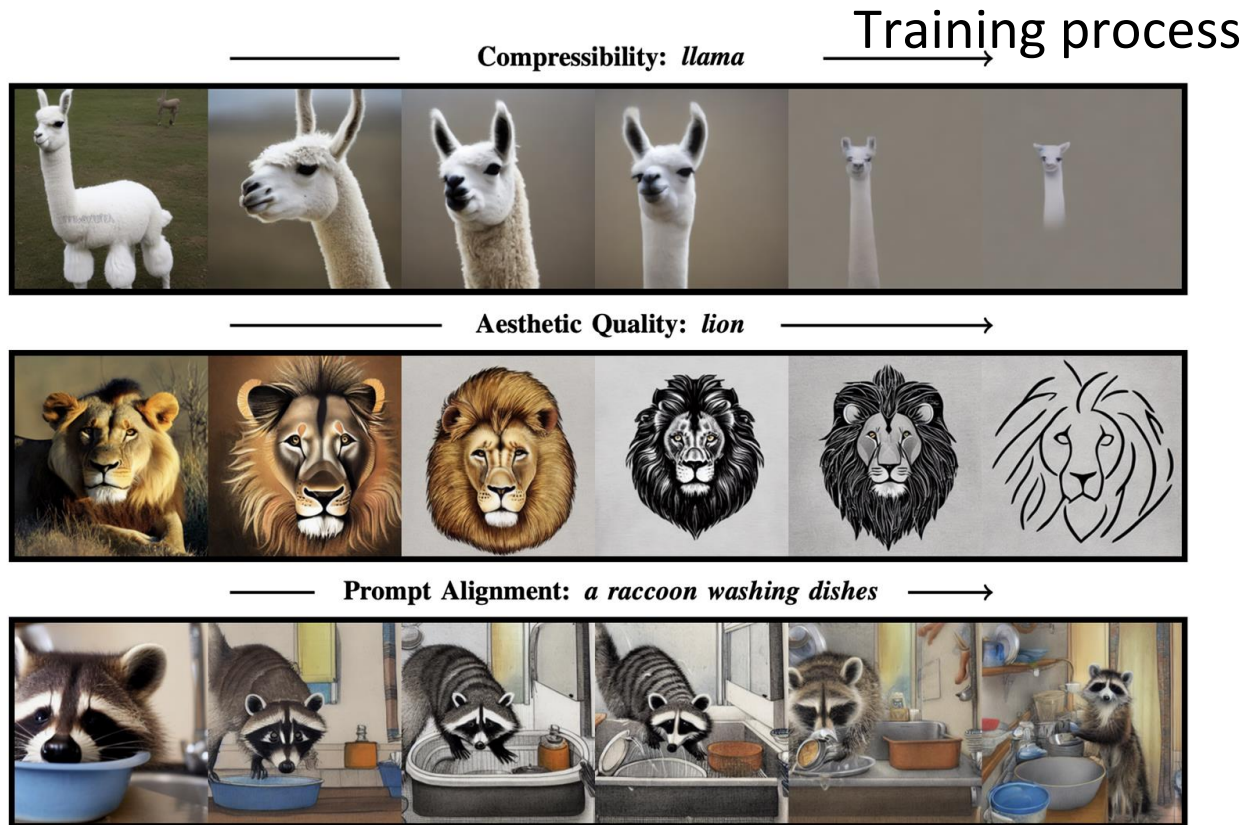 Training process
Compressibility: llama
Aesthetic Quality: lion
Prompt Alignment: a raccoon washing dishes